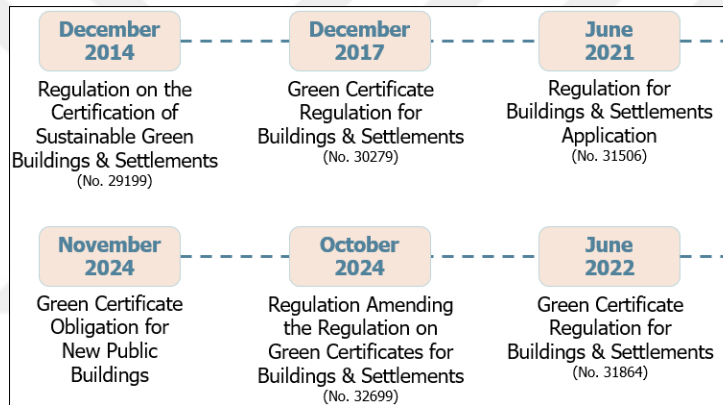 December
2014
Regulation on the
Certification of
Sustainable Green
Buildings & Settlements
(No. 29199)
December
2017
Green Certificate
Regulation for
Buildings & Settlements
(No. 30279)
June
2021
Regulation for
Buildings & Settlements
Application
(No. 31506)
November
2024
Green Certificate
Obligation for
New Public
Buildings
October
2024
Regulation Amending
the Regulation on
Green Certificates for
Buildings & Settlements
(No. 32699)
June
2022
Green Certificate
Regulation for
Buildings & Settlements
(No. 31864)